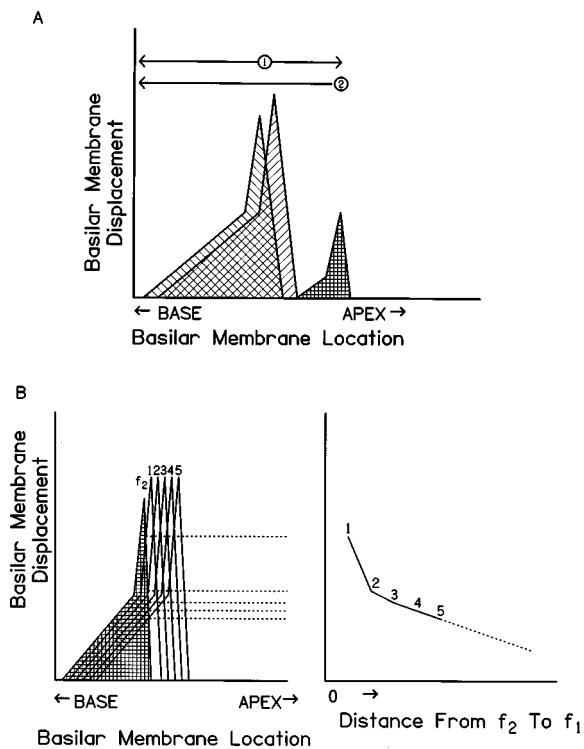 A
①
②
Basilar Membrane
Displacement
← BASE
APEX →
Basilar Membrane Location
B
f2 12345
Basilar Membrane
Displacement
← BASE
APEX →
Basilar Membrane Location
1
2
3
4
5
0 →
Distance From f2 To f1